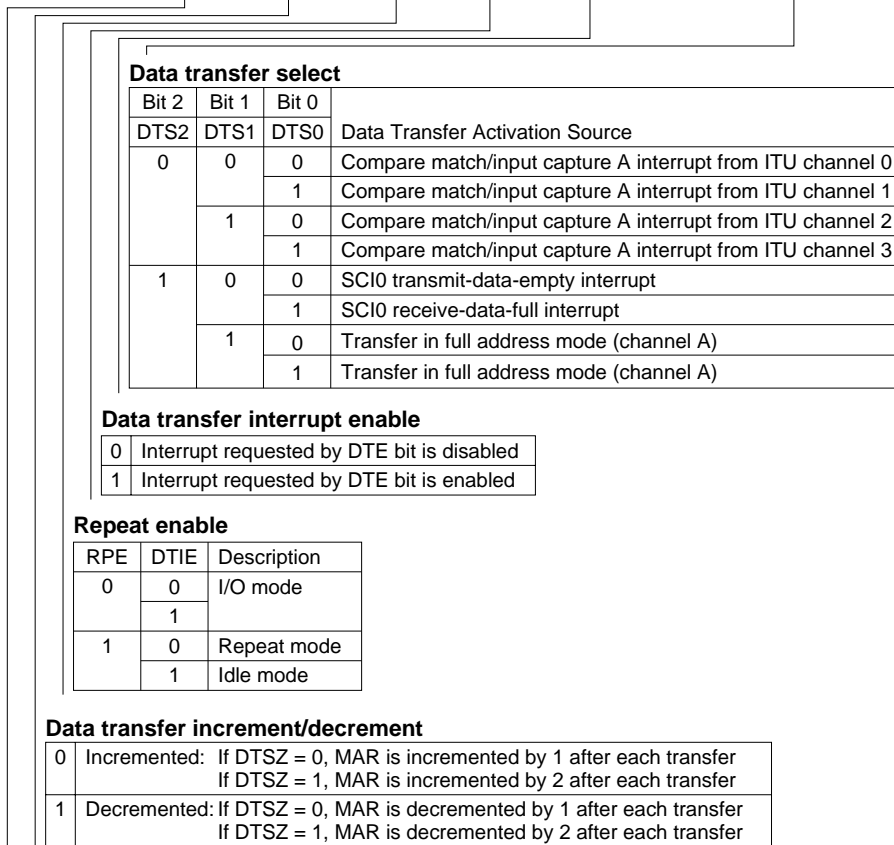 Data transfer select
Bit 2 Bit 1 Bit 0
DTS2 DTS1 DTS0 Data Transfer Activation Source
0 0 0 Compare match/input capture A interrupt from ITU channel 0
1 Compare match/input capture A interrupt from ITU channel 1
1 0 Compare match/input capture A interrupt from ITU channel 2
1 Compare match/input capture A interrupt from ITU channel 3
1 0 0 SCI0 transmit-data-empty interrupt
1 SCI0 receive-data-full interrupt
1 0 Transfer in full address mode (channel A)
1 Transfer in full address mode (channel A)
Data transfer interrupt enable
0 Interrupt requested by DTE bit is disabled
1 Interrupt requested by DTE bit is enabled
Repeat enable
RPE DTIE Description
0 0 I/O mode
1
1 0 Repeat mode
1 Idle mode
Data transfer increment/decrement
0 Incremented: If DTSZ = 0, MAR is incremented by 1 after each transfer
If DTSZ = 1, MAR is incremented by 2 after each transfer
1 Decremented: If DTSZ = 0, MAR is decremented by 1 after each transfer
If DTSZ = 1, MAR is decremented by 2 after each transfer